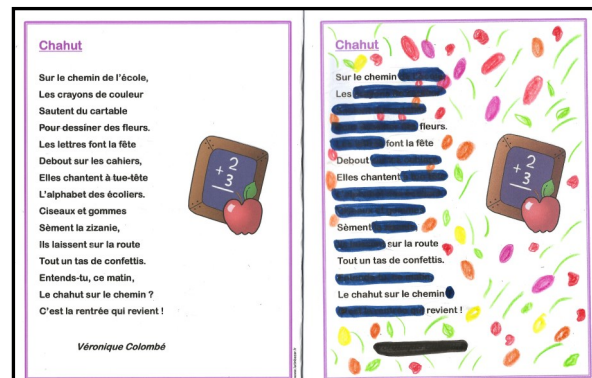 Chahut
Sur le chemin de l'école,
Les crayons de couleur
Sautent du cartable
Pour dessiner des fleurs.
Les lettres font la fête
Debout sur les cahiers,
Elles chantent à tue-tête
L'alphabet des écoliers.
Ciseaux et gommes
Sèment la zizanie,
Ils laissent sur la route
Tout un tas de confettis.
Entends-tu, ce matin,
Le chahut sur le chemin ?
C'est la rentrée qui revient !
Véronique Colombé
+ 2
3
Chahut
Sur le chemin
Les
fleurs.
font la fête
Debout
Elles chantent
Sèment
sur la route
Tout un tas de confettis.
Le chahut sur le chemin
revient !
+ 2
3